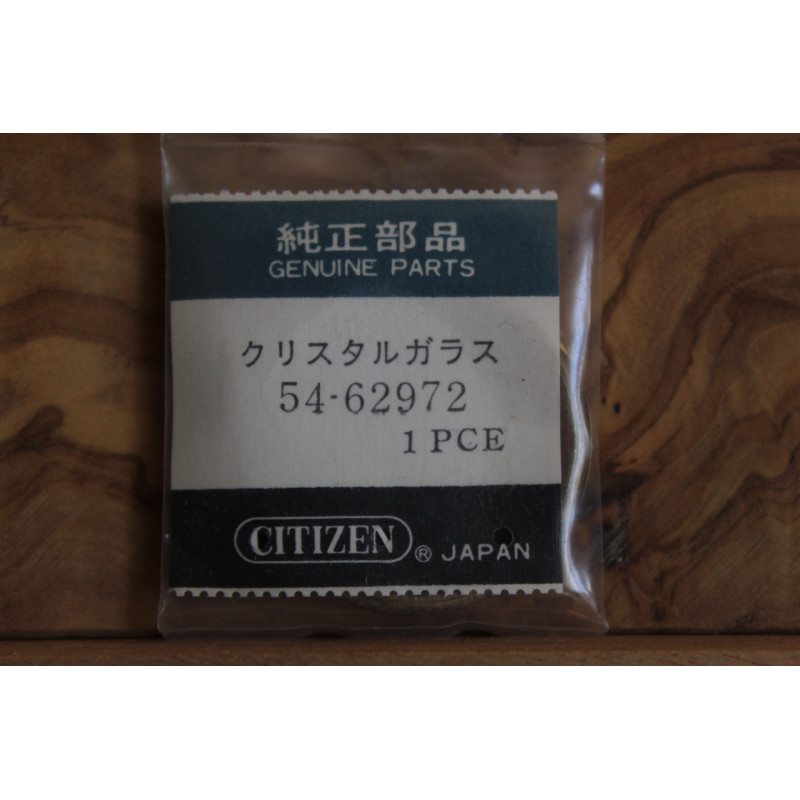 純正部品
GENUINE PARTS
クリスタルガラス
54-62972
1 PCE
CITIZEN ® JAPAN